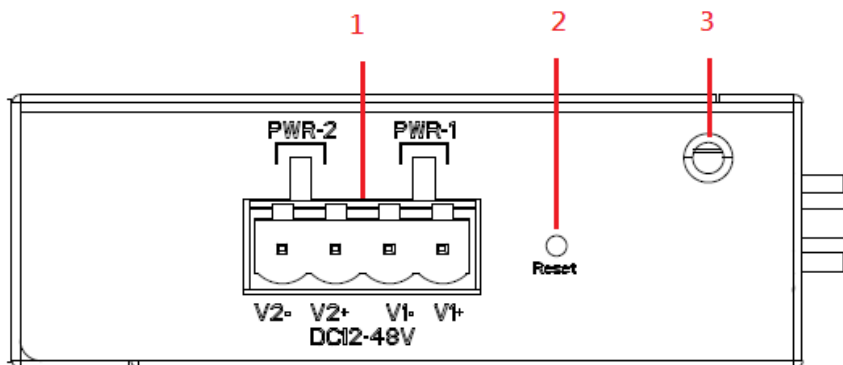 1 2 3
PWR-2 PWR-1
Reset
V2- V2+ V1- V1+
DC12-48V